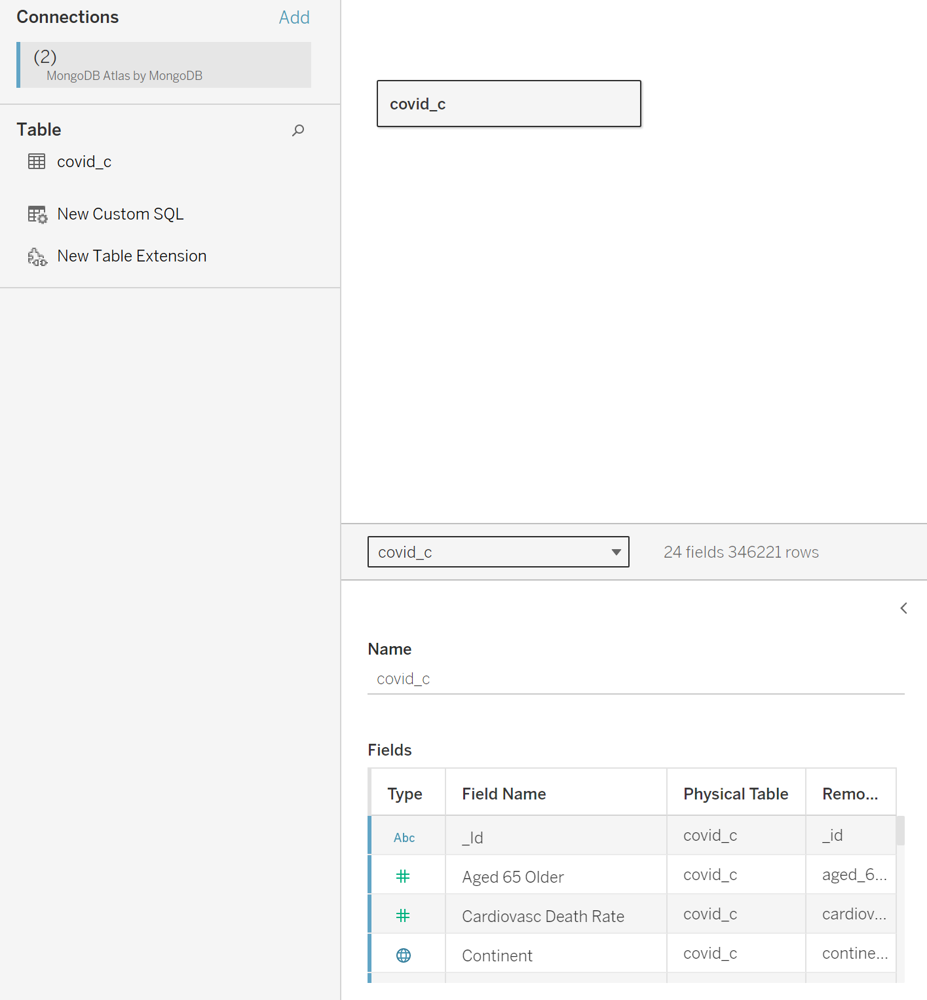 Connections Add
(2)
MongoDB Atlas by MongoDB
Table
covid_c
New Custom SQL
New Table Extension
covid_c
covid_c 24 fields 346221 rows
Name
covid_c
Fields
Type Field Name Physical Table Remo...
Abc _Id covid_c _id
Aged 65 Older covid_c aged_6...
Cardiovasc Death Rate covid_c cardiov...
Continent covid_c contine...